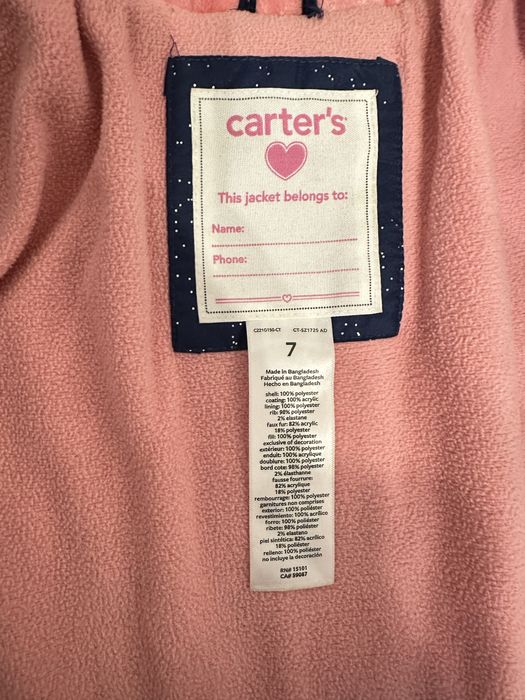 carter's
This jacket belongs to:
Name:
Phone:
C221G150-CT CT-SZ1725 AD
7
Made in Bangladesh
Fabriqué au Bangladesh
Hecho en Bangladesh
shell: 100% polyester
coating: 100% acrylic
lining: 100% polyester
rib: 98% polyester
2% elastane
faux fur: 82% acrylic
18% polyester
fill: 100% polyester
exclusive of decoration
extérieur: 100% polyester
enduit: 100% acrylique
doublure: 100% polyester
bord cote: 98% polyester
2% élasthanne
fausse fourrure:
82% acrylique
18% polyester
rembourrage: 100% polyester
garnitures non comprises
exterior: 100% poliéster
revestimiento: 100% acrílico
forro: 100% poliéster
ribete: 98% poliéster
2% elastano
piel sintética: 82% acrílico
18% poliéster
relleno: 100% poliéster
no incluye la decoración
RN# 15101
CA# 59087